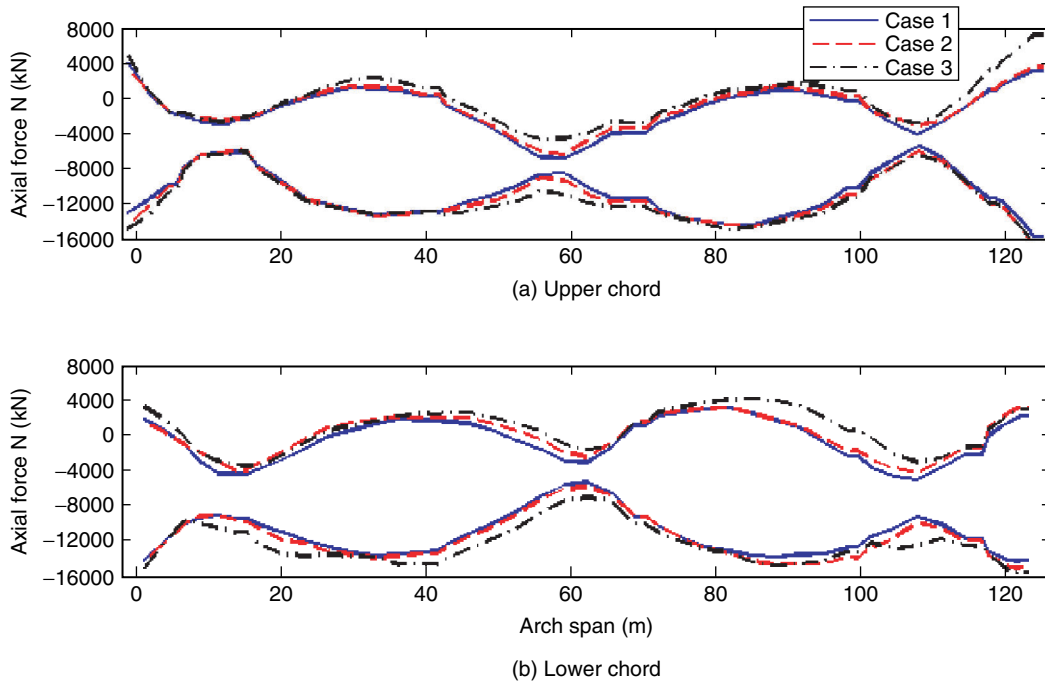 Case 1
Case 2
Case 3
Axial force N (kN)
8000
4000
0
−4000
−8000
−12000
−16000
0 20 40 60 80 100 120
(a) Upper chord
Axial force N (kN)
8000
4000
0
−4000
−8000
−12000
−16000
0 20 40 60 80 100 120
Arch span (m)
(b) Lower chord